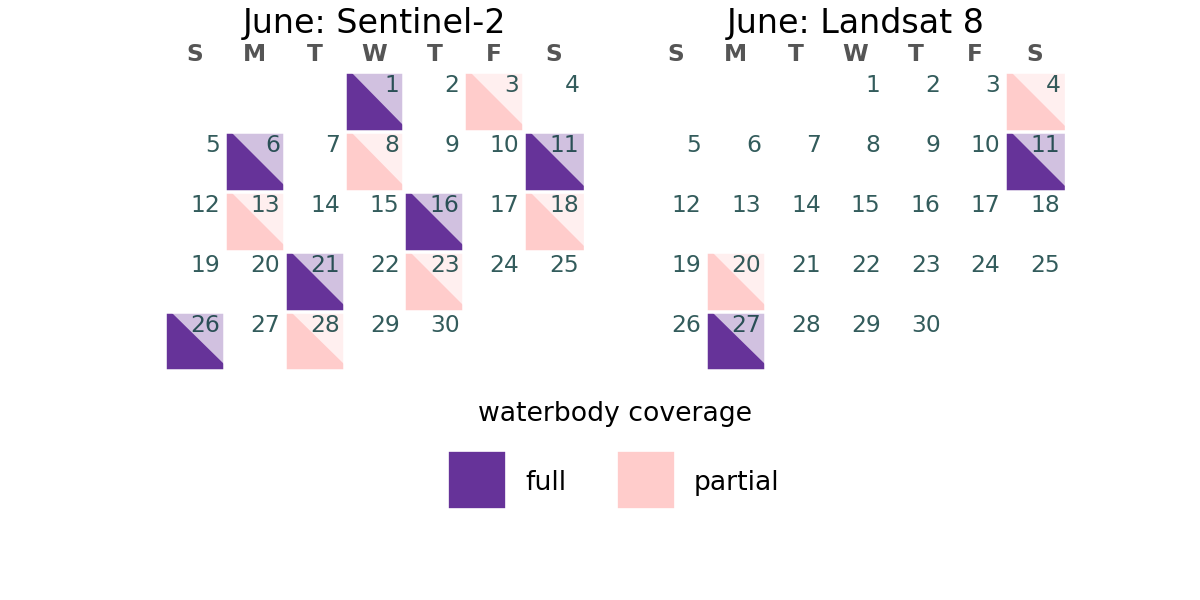 June: Sentinel-2
S M T W T F S
1 2 3 4
5 6 7 8 9 10 11
12 13 14 15 16 17 18
19 20 21 22 23 24 25
26 27 28 29 30
June: Landsat 8
S M T W T F S
1 2 3 4
5 6 7 8 9 10 11
12 13 14 15 16 17 18
19 20 21 22 23 24 25
26 27 28 29 30
waterbody coverage
full
partial